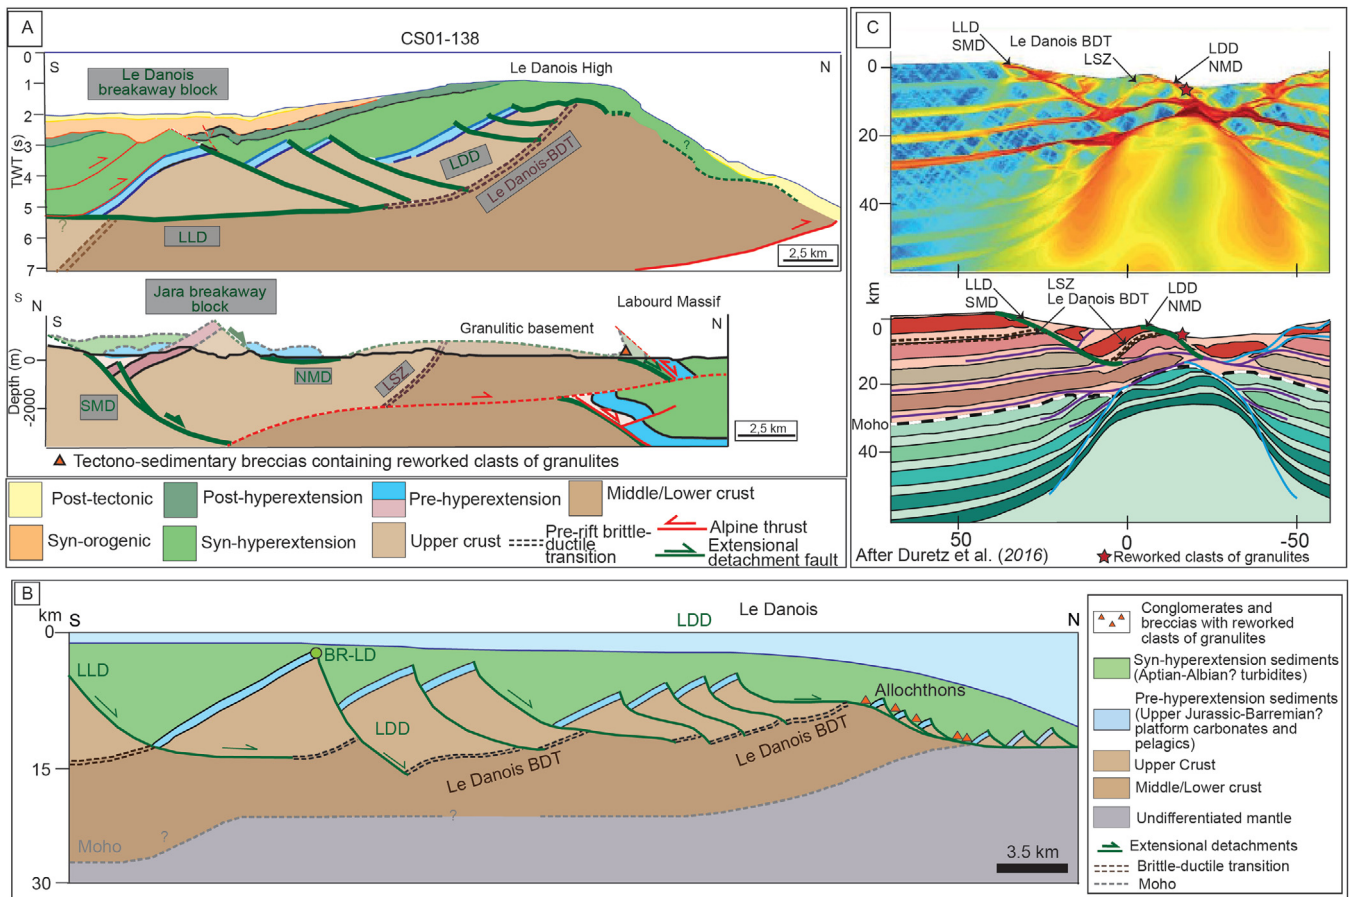 A
CS01-138
S
N
Le Danois
breakaway block
Le Danois High
0
1
2
3
4
5
6
7
TWT (s)
LDD
Le Danois-BDT
?
?
LLD
2,5 km
S
N
S
N
Jara breakaway
block
Labourd Massif
Granulitic basement
N
0
-2000
Depth (m)
SMD
NMD
LSZ
2,5 km
Tectono-sedimentary breccias containing reworked clasts of granulites
Post-tectonic
Post-hyperextension
Pre-hyperextension
Middle/Lower crust
Syn-orogenic
Syn-hyperextension
Upper crust
Pre-rift brittle-
ductile
transition
Alpine thrust
Extensional
detachment fault
C
LLD
SMD
Le Danois BDT
LSZ
LDD
NMD
0
20
40
km
LLD
SMD
LSZ
Le Danois BDT
LDD
NMD
0
20
Moho
40
50
0
-50
After Duretz et al. (2016)
Reworked clasts of granulites
B
km
S
LDD
Le Danois
N
0
15
30
LLD
BR-LD
LDD
Allochthons
Le Danois BDT
Le Danois BDT
Moho
?
?
3.5 km
Conglomerates and
breccias with reworked
clasts of granulites
Syn-hyperextension sediments
(Aptian-Albian? turbidites)
Pre-hyperextension sediments
(Upper Jurassic-Barremian?
platform carbonates and
pelagics)
Upper Crust
Middle/Lower crust
Undifferentiated mantle
Extensional detachments
Brittle-ductile transition
Moho